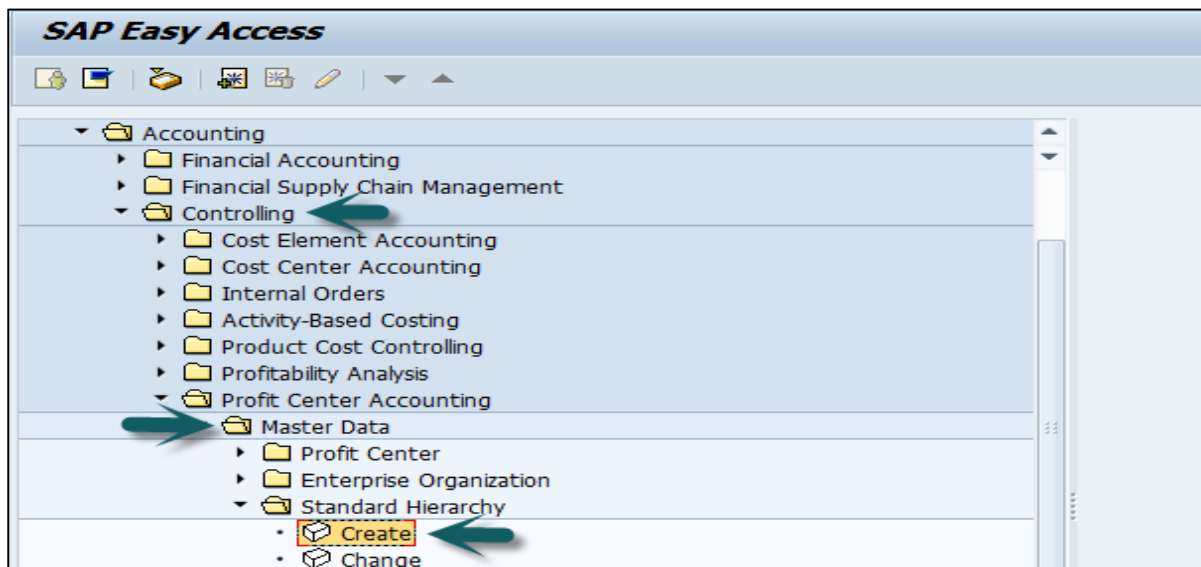 SAP Easy Access
Accounting
Financial Accounting
Financial Supply Chain Management
Controlling
Cost Element Accounting
Cost Center Accounting
Internal Orders
Activity-Based Costing
Product Cost Controlling
Profitability Analysis
Profit Center Accounting
Master Data
Profit Center
Enterprise Organization
Standard Hierarchy
Create
Change